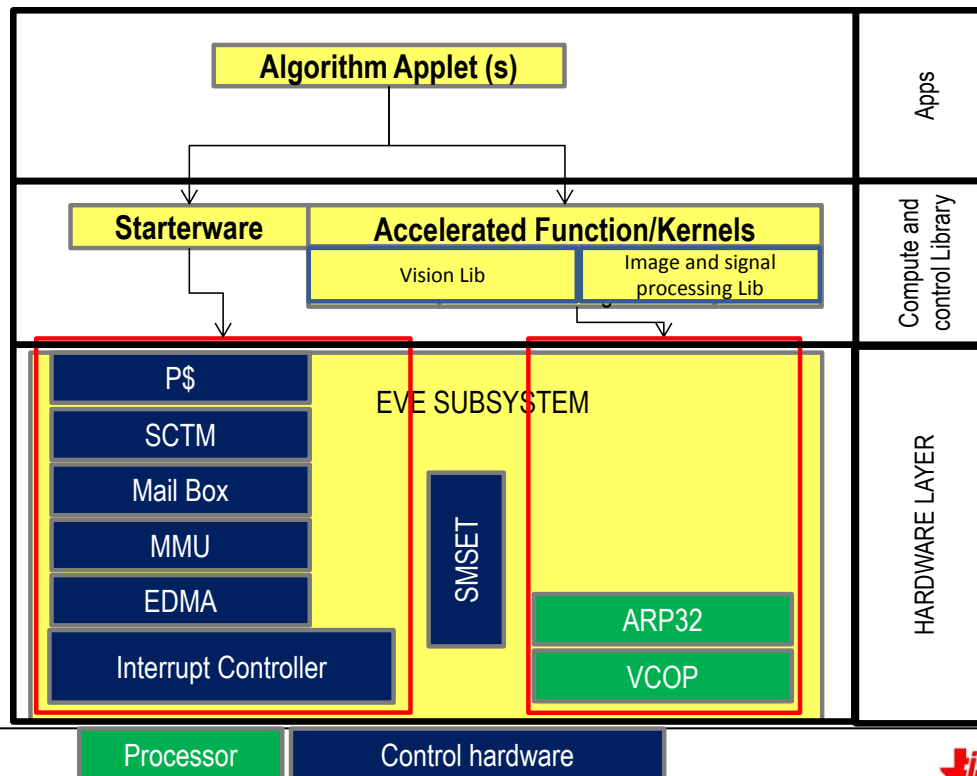 Algorithm Applet (s)
Apps
Starterware
Accelerated Function/Kernels
Vision Lib
Image and signal
processing Lib
Compute and
control Library
P$
EVE SUBSYSTEM
SCTM
Mail Box
MMU
EDMA
Interrupt Controller
SMSET
ARP32
VCOP
HARDWARE LAYER
Processor
Control hardware